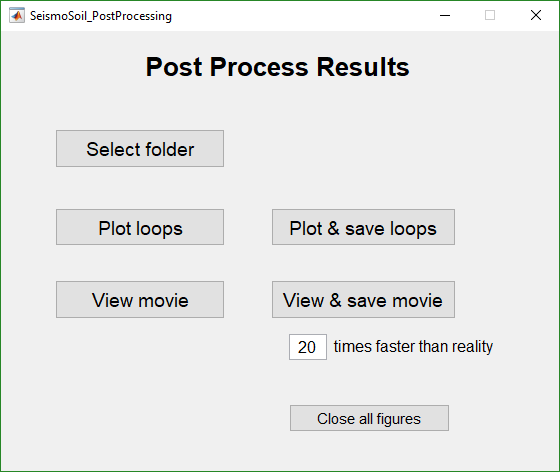 SeismoSoil_PostProcessing
Post Process Results
Select folder
Plot loops
Plot & save loops
View movie
View & save movie
20 times faster than reality
Close all figures